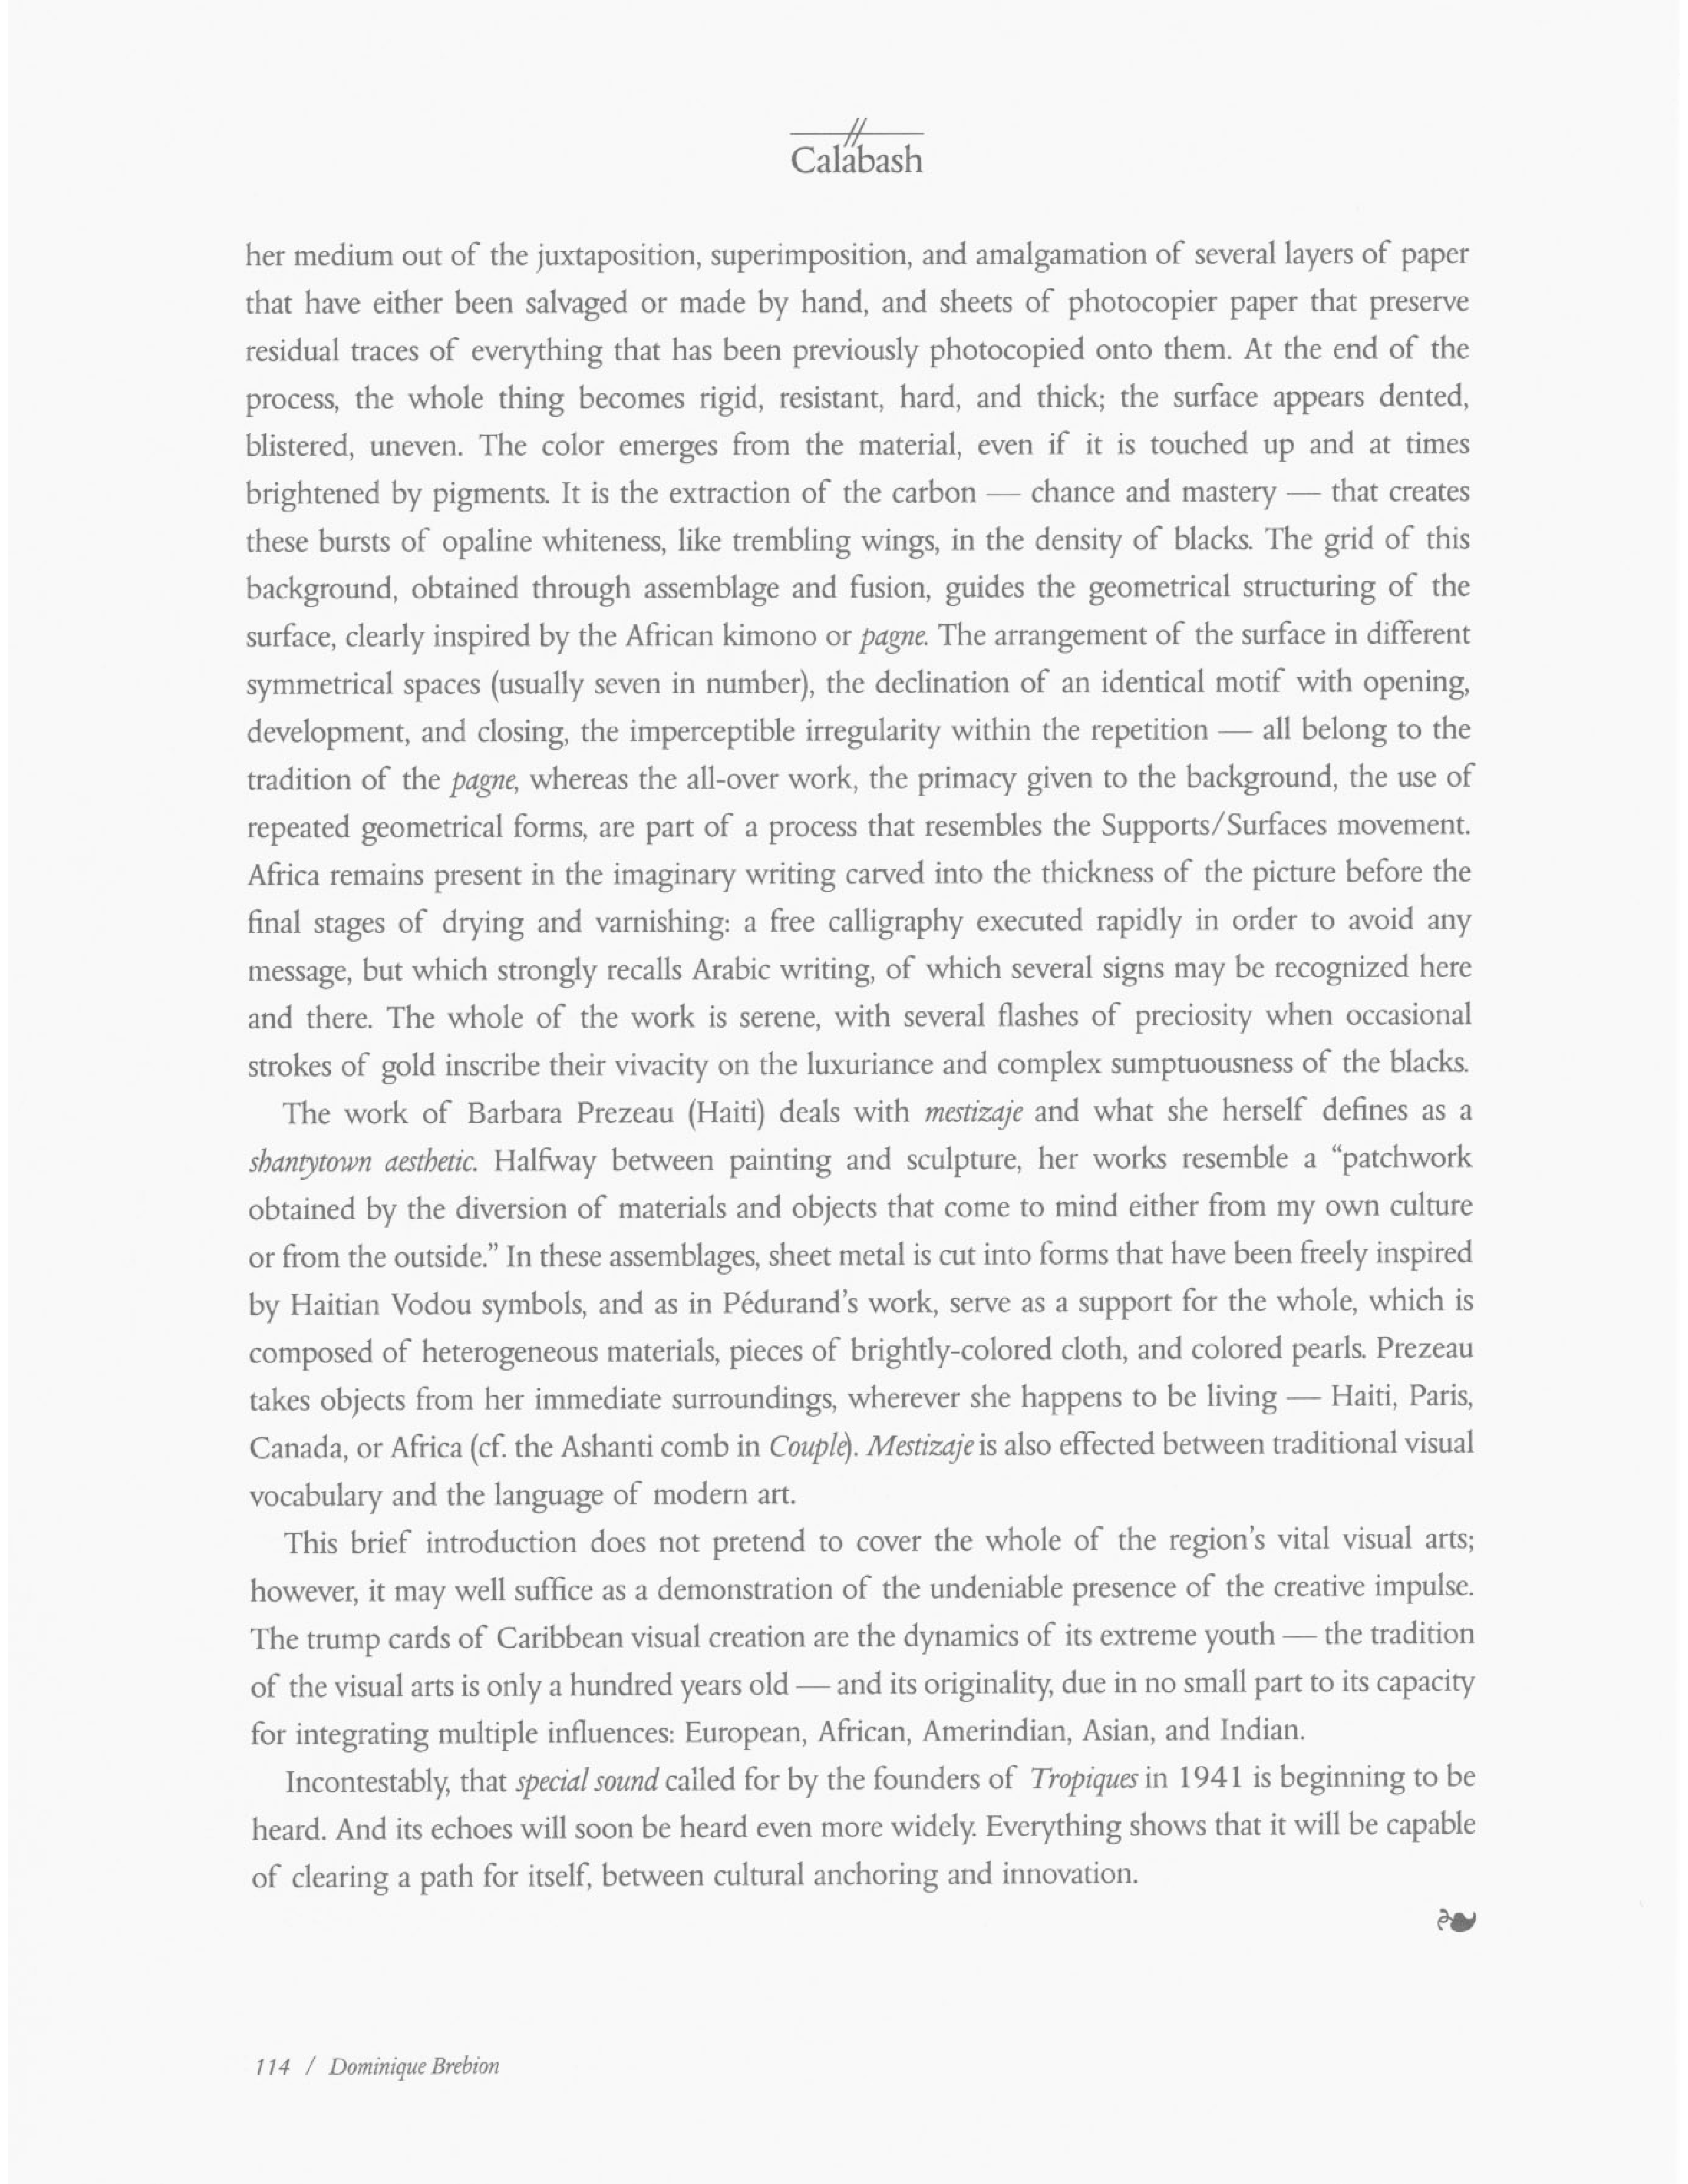 Calabash
her medium out of the juxtaposition, superimposition, and amalgamation of several layers of paper
that have either been salvaged or made by hand, and sheets of photocopier paper that preserve
residual traces of everything that has been previously photocopied onto them. At the end of the
process, the whole thing becomes rigid, resistant, hard, and thick; the surface appears dented,
blistered, uneven. The color emerges from the material, even if it is touched up and at times
brightened by pigments. It is the extraction of the carbon — chance and mastery — that creates
these bursts of opaline whiteness, like trembling wings, in the density of blacks. The grid of this
background, obtained through assemblage and fusion, guides the geometrical structuring of the
surface, clearly inspired by the African kimono or pagne. The arrangement of the surface in different
symmetrical spaces (usually seven in number), the declination of an identical motif with opening,
development, and closing, the imperceptible irregularity within the repetition — all belong to the
tradition of the pagne, whereas the all-over work, the primacy given to the background, the use of
repeated geometrical forms, are part of a process that resembles the Supports/Surfaces movement.
Africa remains present in the imaginary writing carved into the thickness of the picture before the
final stages of drying and varnishing: a free calligraphy executed rapidly in order to avoid any
message, but which strongly recalls Arabic writing, of which several signs may be recognized here
and there. The whole of the work is serene, with several flashes of preciosity when occasional
strokes of gold inscribe their vivacity on the luxuriance and complex sumptuousness of the blacks.
The work of Barbara Prezeau (Haiti) deals with mestizaje and what she herself defines as a
shantytown aesthetic. Halfway between painting and sculpture, her works resemble a “patchwork
obtained by the diversion of materials and objects that come to mind either from my own culture
or from the outside.” In these assemblages, sheet metal is cut into forms that have been freely inspired
by Haitian Vodou symbols, and as in Pédurand’s work, serve as a support for the whole, which is
composed of heterogeneous materials, pieces of brightly-colored cloth, and colored pearls. Prezeau
takes objects from her immediate surroundings, wherever she happens to be living — Haiti, Paris,
Canada, or Africa (cf. the Ashanti comb in Couple). Mestizaje is also effected between traditional visual
vocabulary and the language of modern art.
This brief introduction does not pretend to cover the whole of the region’s vital visual arts;
however, it may well suffice as a demonstration of the undeniable presence of the creative impulse.
The trump cards of Caribbean visual creation are the dynamics of its extreme youth — the tradition
of the visual arts is only a hundred years old — and its originality, due in no small part to its capacity
for integrating multiple influences: European, African, Amerindian, Asian, and Indian.
Incontestably, that special sound called for by the founders of Tropiques in 1941 is beginning to be
heard. And its echoes will soon be heard even more widely. Everything shows that it will be capable
of clearing a path for itself, between cultural anchoring and innovation.
114 / Dominique Brebion